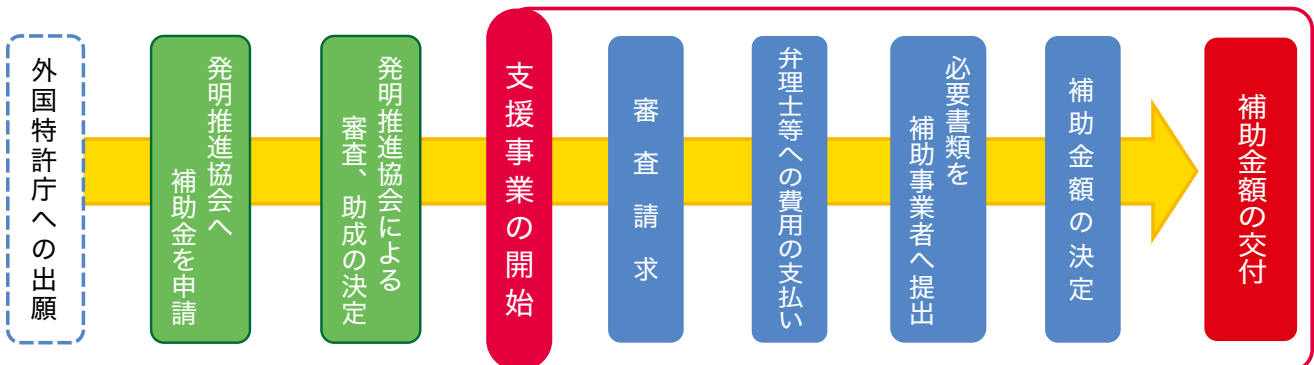 外国特許庁への出願
発明推進協会へ
補助金を申請
発明推進協会による
審査、助成の決定
支援事業の開始
審査請求
弁理士等への費用の支払い
必要書類を
補助事業者へ提出
補助金額の決定
補助金額の交付